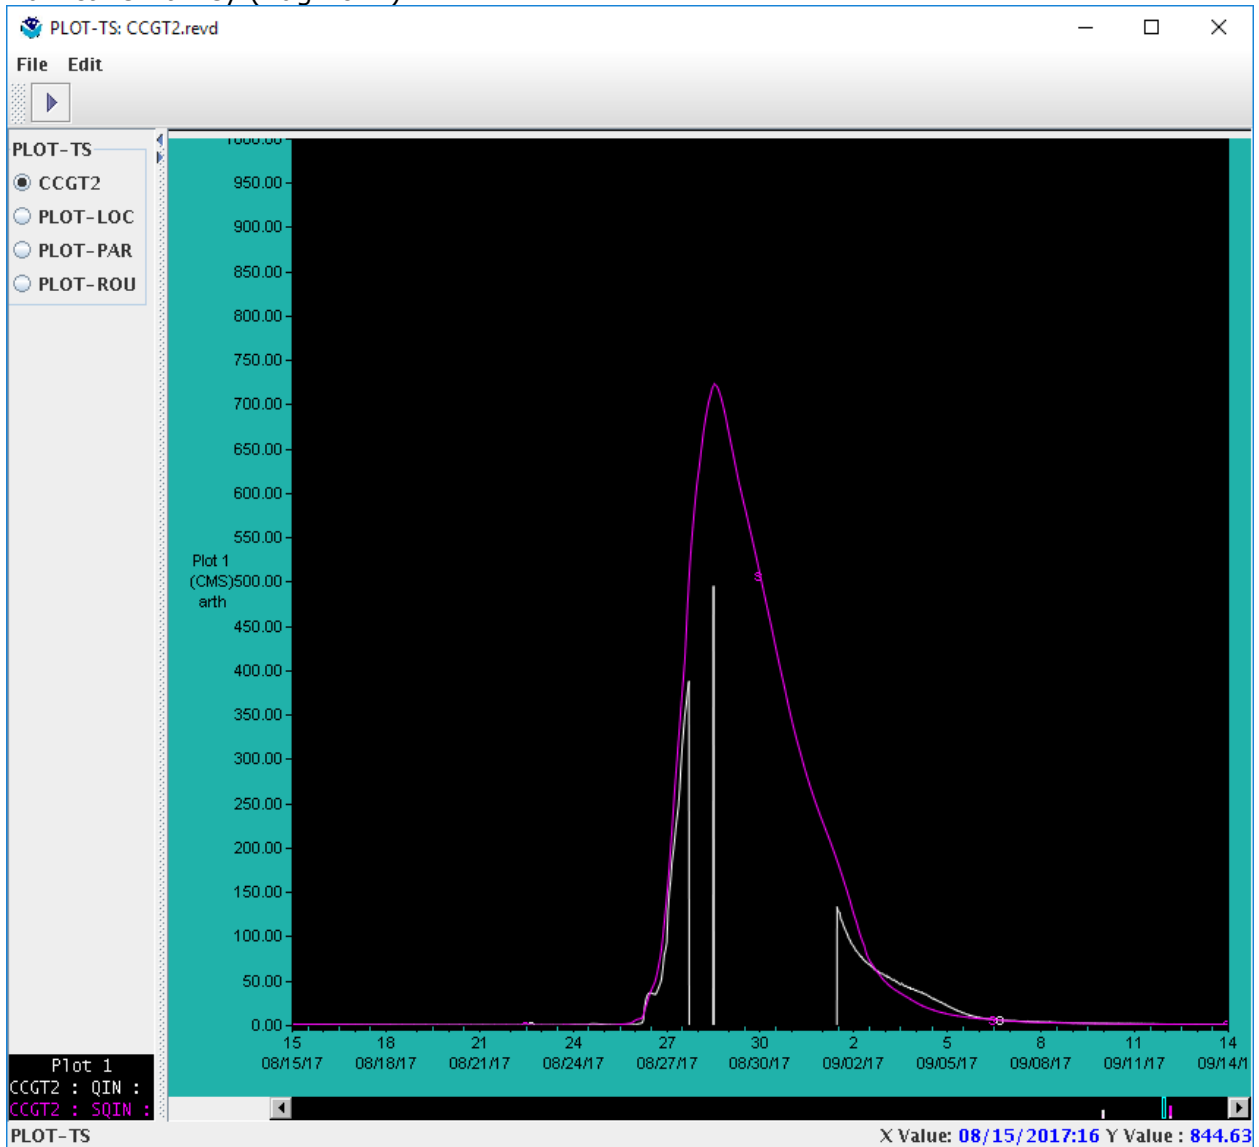 PLOT-TS: CCGT2.revd
File Edit
PLOT-TS
CCGT2
PLOT-LOC
PLOT-PAR
PLOT-ROU
1000.00
950.00
900.00
850.00
800.00
750.00
700.00
650.00
600.00
550.00
Plot 1
(CMS)500.00
arth
450.00
400.00
350.00
300.00
250.00
200.00
150.00
100.00
50.00
0.00
15 18 21 24 27 30 2 5 8 11 14
08/15/17 08/18/17 08/21/17 08/24/17 08/27/17 08/30/17 09/02/17 09/05/17 09/08/17 09/11/17 09/14/1
Plot 1
CCGT2 : QIN :
CCGT2 : SQIN :
PLOT-TS X Value: 08/15/2017:16 Y Value : 844.63